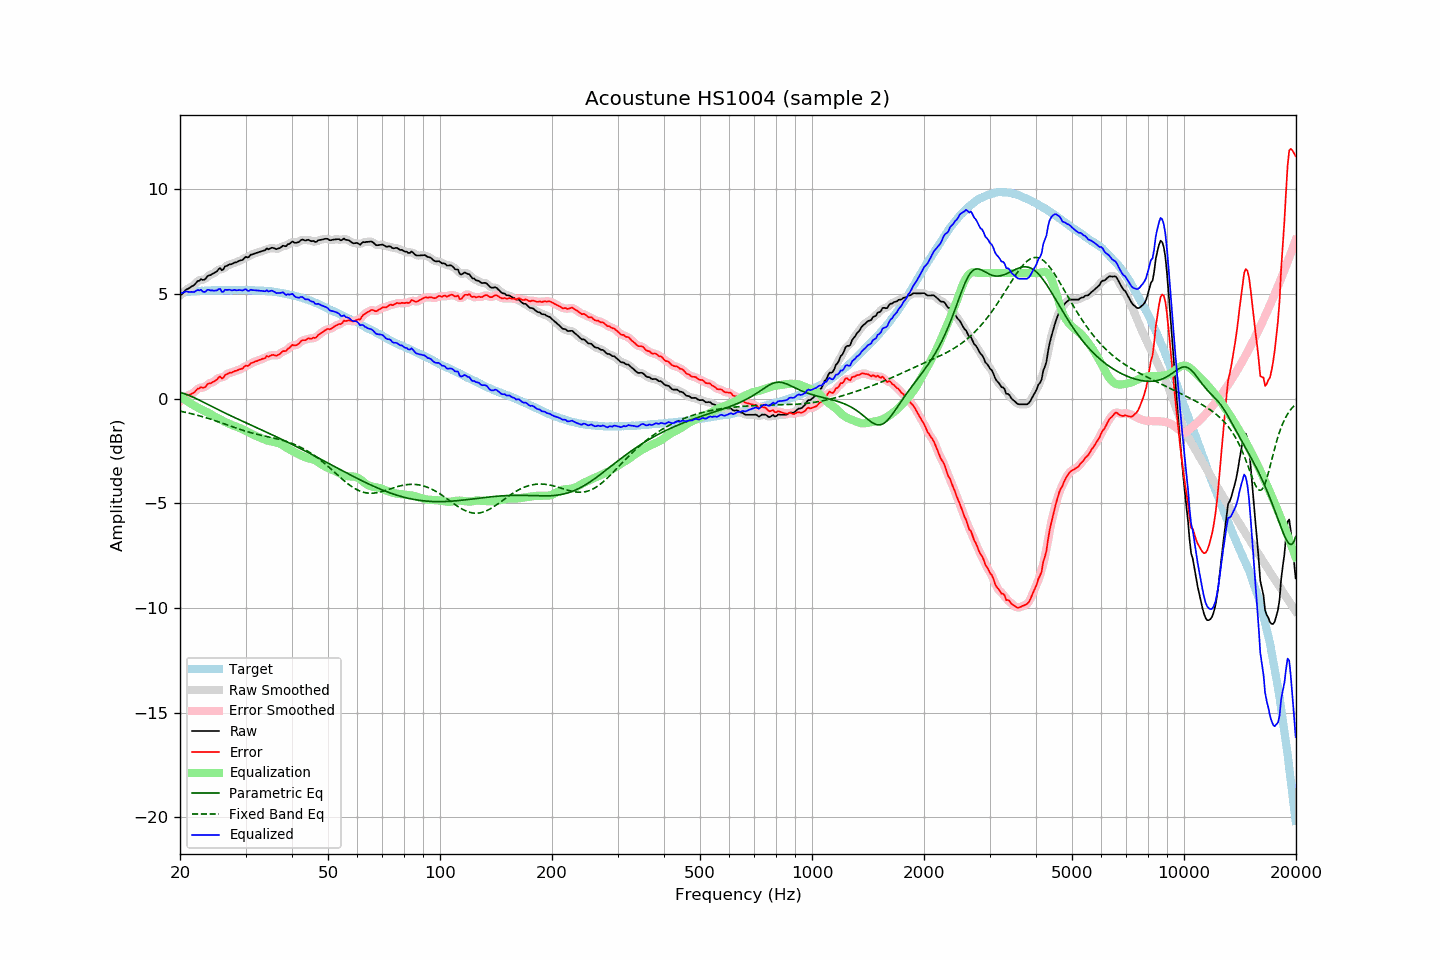 Acoustune HS1004 (sample 2)
Amplitude (dBr)
10
5
0
−5
−10
−15
−20
Target
Raw Smoothed
Error Smoothed
Raw
Error
Equalization
Parametric Eq
Fixed Band Eq
Equalized
20 50 100 200 500 1000 2000 5000 10000 20000
Frequency (Hz)